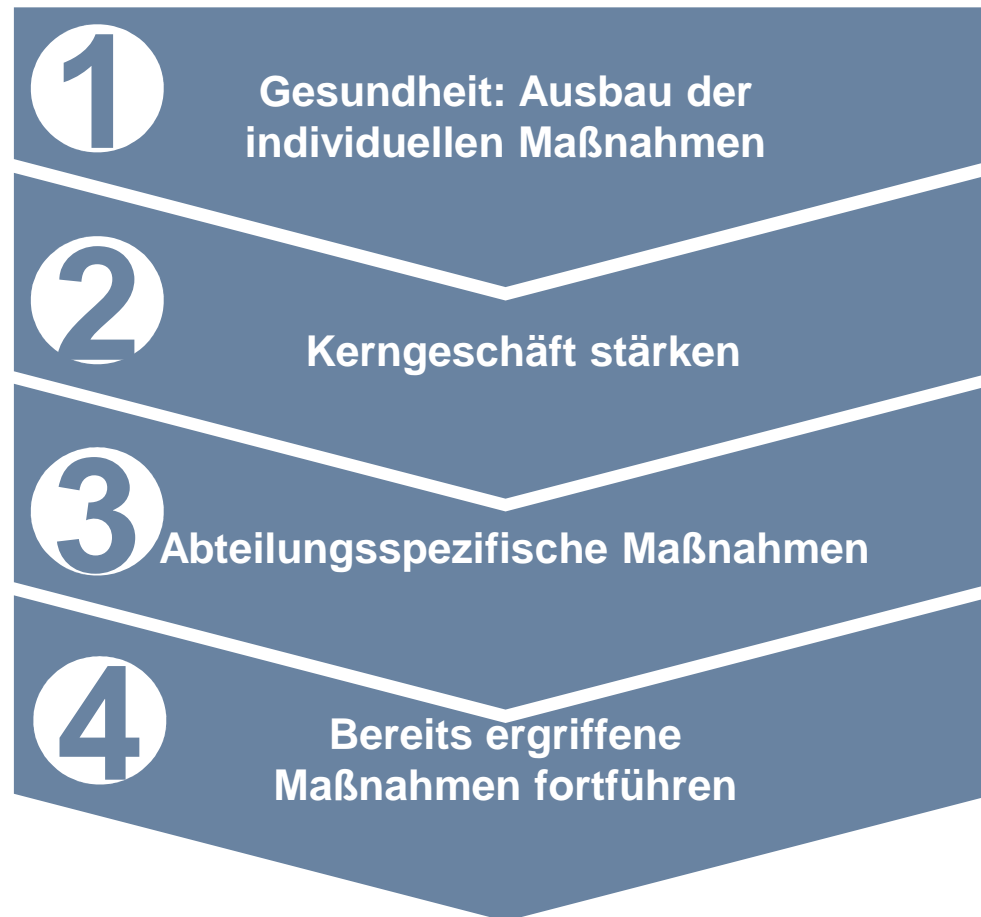 1
Gesundheit: Ausbau der
individuellen Maßnahmen
2
Kerngeschäft stärken
3
Abteilungsspezifische Maßnahmen
4
Bereits ergriffene
Maßnahmen fortführen